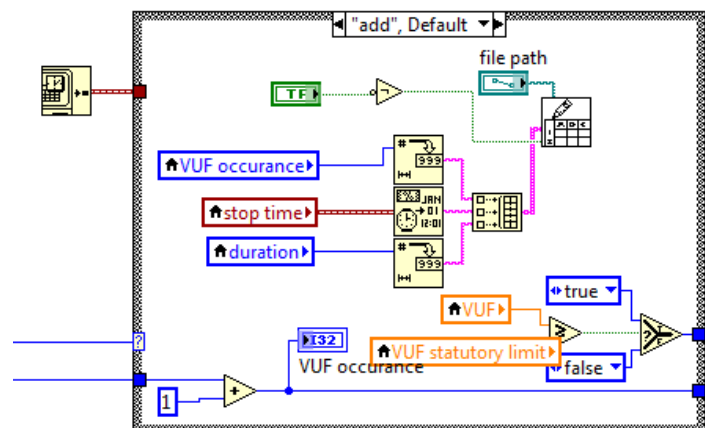 "add", Default
file path
TF
VUF occurance
# 999
stop time
JAN
01
12:01
duration
# 999
VUF
true
?
I32
VUF statutory limit
VUF occurance
false
1
+